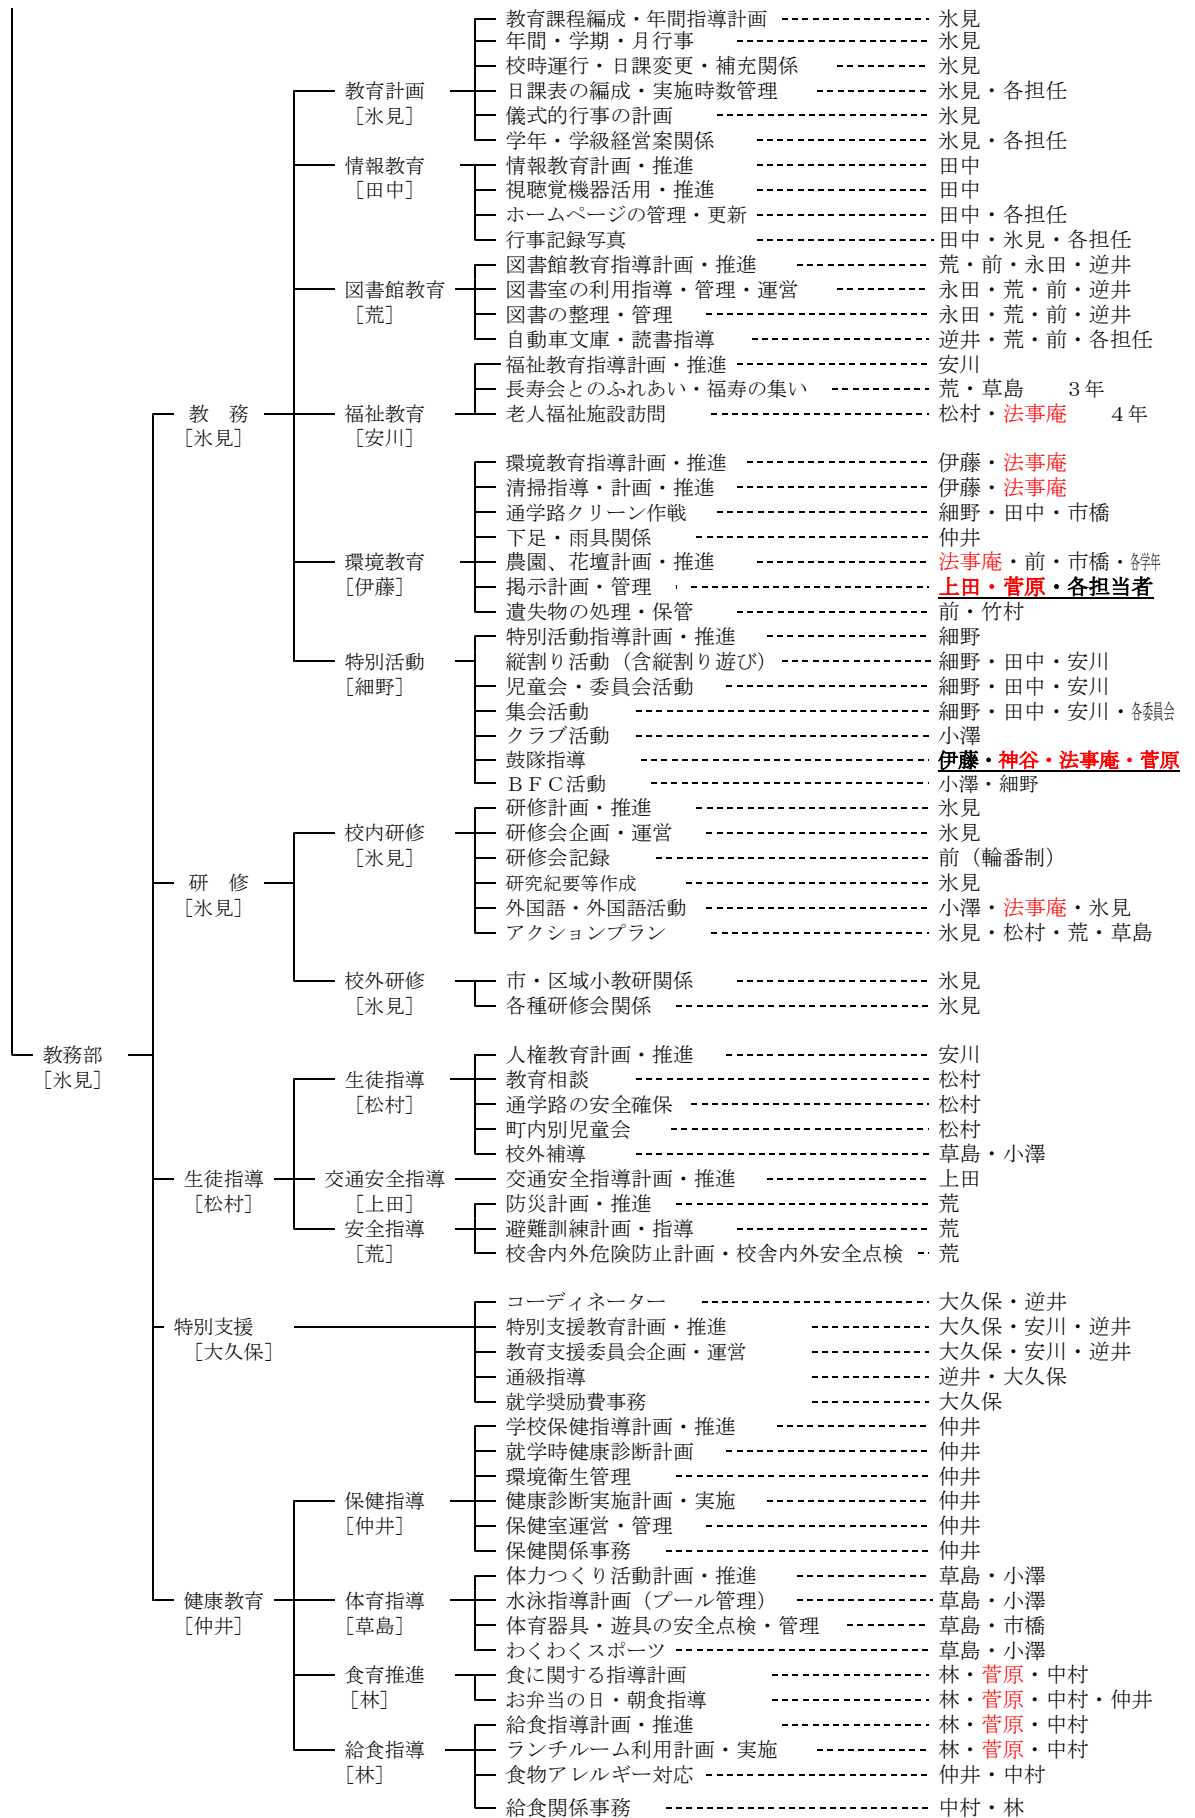 教育課程編成・年間指導計画 氷見
年間・学期・月行事 氷見
校時運行・日課変更・補充関係 氷見
教育計画 日課表の編成・実施時数管理 氷見・各担任
[氷見] 儀式的行事の計画 氷見
学年・学級経営案関係 氷見・各担任
情報教育 情報教育計画・推進 田中
[田中] 視聴覚機器活用・推進 田中
ホームページの管理・更新 田中・各担任
行事記録写真 田中・氷見・各担任
図書館教育指導計画・推進 荒・前・永田・逆井
図書館教育 図書室の利用指導・管理・運営 永田・荒・前・逆井
[荒] 図書の整理・管理 永田・荒・前・逆井
自動車文庫・読書指導 逆井・荒・前・各担任
福祉教育指導計画・推進 安川
長寿会とのふれあい・福寿の集い 荒・草島 3年
教 務 福祉教育 老人福祉施設訪問 松村・法事庵 4年
[氷見] [安川]
環境教育指導計画・推進 伊藤・法事庵
清掃指導・計画・推進 伊藤・法事庵
通学路クリーン作戦 細野・田中・市橋
下足・雨具関係 仲井
環境教育 農園、花壇計画・推進 法事庵・前・市橋・各学年
[伊藤] 掲示計画・管理 上田・菅原・各担当者
遺失物の処理・保管 前・竹村
特別活動指導計画・推進 細野
特別活動 縦割り活動（含縦割り遊び） 細野・田中・安川
[細野] 児童会・委員会活動 細野・田中・安川
集会活動 細野・田中・安川・各委員会
クラブ活動 小澤
鼓隊指導 伊藤・神谷・法事庵・菅原
ＢＦＣ活動 小澤・細野
研修計画・推進 氷見
校内研修 研修会企画・運営 氷見
[氷見] 研修会記録 前（輪番制）
研 修 研究紀要等作成 氷見
[氷見] 外国語・外国語活動 小澤・法事庵・氷見
アクションプラン 氷見・松村・荒・草島
校外研修 市・区域小教研関係 氷見
[氷見] 各種研修会関係 氷見
教務部 人権教育計画・推進 安川
[氷見] 生徒指導 教育相談 松村
[松村] 通学路の安全確保 松村
町内別児童会 松村
校外補導 草島・小澤
生徒指導 交通安全指導 交通安全指導計画・推進 上田
[松村] [上田] 防災計画・推進 荒
安全指導 避難訓練計画・指導 荒
[荒] 校舎内外危険防止計画・校舎内外安全点検 荒
コーディネーター 大久保・逆井
特別支援 特別支援教育計画・推進 大久保・安川・逆井
[大久保] 教育支援委員会企画・運営 大久保・安川・逆井
通級指導 逆井・大久保
就学奨励費事務 大久保
学校保健指導計画・推進 仲井
就学時健康診断計画 仲井
環境衛生管理 仲井
保健指導 健康診断実施計画・実施 仲井
[仲井] 保健室運営・管理 仲井
保健関係事務 仲井
体力つくり活動計画・推進 草島・小澤
健康教育 体育指導 水泳指導計画（プール管理） 草島・小澤
[仲井] [草島] 体育器具・遊具の安全点検・管理 草島・市橋
わくわくスポーツ 草島・小澤
食育推進 食に関する指導計画 林・菅原・中村
[林] お弁当の日・朝食指導 林・菅原・中村・仲井
給食指導計画・推進 林・菅原・中村
給食指導 ランチルーム利用計画・実施 林・菅原・中村
[林] 食物アレルギー対応 仲井・中村
給食関係事務 中村・林